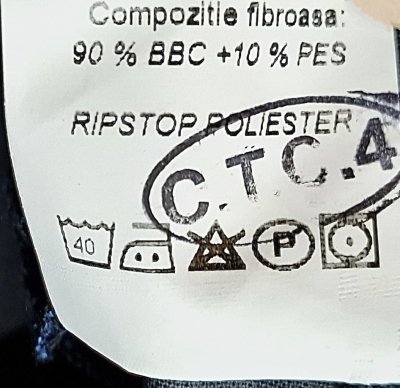 Compozitie fibroasa:
90 % BBC +10 % PES
RIPSTOP POLIESTER
C.T.C.4
40
P